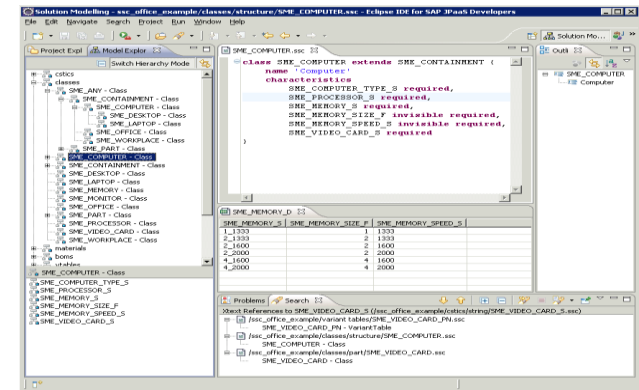 Solution Modelling - ssc_office_example/classes/structure/SME_COMPUTER.ssc - Eclipse IDE for SAP JPaaS Developers
File Edit Navigate Search Project Run Window Help
Solution Mo...
Project Expl Model Explor
Switch Hierarchy Mode
cstics
classes
SME_ANY - Class
SME_CONTAINMENT - Class
SME_COMPUTER - Class
SME_DESKTOP - Class
SME_LAPTOP - Class
SME_OFFICE - Class
SME_WORKPLACE - Class
SME_PART - Class
SME_COMPUTER - Class
SME_CONTAINMENT - Class
SME_DESKTOP - Class
SME_LAPTOP - Class
SME_MEMORY - Class
SME_MONITOR - Class
SME_OFFICE - Class
SME_PART - Class
SME_PROCESSOR - Class
SME_VIDEO_CARD - Class
SME_WORKPLACE - Class
materials
boms
SME_COMPUTER - Class
SME_COMPUTER_TYPE_S
SME_PROCESSOR_S
SME_MEMORY_S
SME_MEMORY_SIZE_F
SME_MEMORY_SPEED_S
SME_VIDEO_CARD_S
SME_COMPUTER.ssc
class SME_COMPUTER extends SME_CONTAINMENT {
name 'Computer'
characteristics
SME_COMPUTER_TYPE_S required,
SME_PROCESSOR_S required,
SME_MEMORY_S required,
SME_MEMORY_SIZE_F invisible required,
SME_MEMORY_SPEED_S invisible required,
SME_VIDEO_CARD_S required
}
Outli
SME_COMPUTER
Computer
SME_MEMORY_D
SME_MEMORY_S SME_MEMORY_SIZE_F SME_MEMORY_SPEED_S
1_1333 1 1333
2_1333 2 1333
2_1600 2 1600
2_2000 2 2000
4_1600 4 1600
4_2000 4 2000
Problems Search
Xtext References to SME_VIDEO_CARD_S (/ssc_office_example/cstics/string/SME_VIDEO_CARD_S.ssc)
/ssc_office_example/variant tables/SME_VIDEO_CARD_PN.ssc
SME_VIDEO_CARD_PN - VariantTable
/ssc_office_example/classes/structure/SME_COMPUTER.ssc
SME_COMPUTER - Class
/ssc_office_example/classes/part/SME_VIDEO_CARD.ssc
SME_VIDEO_CARD - Class